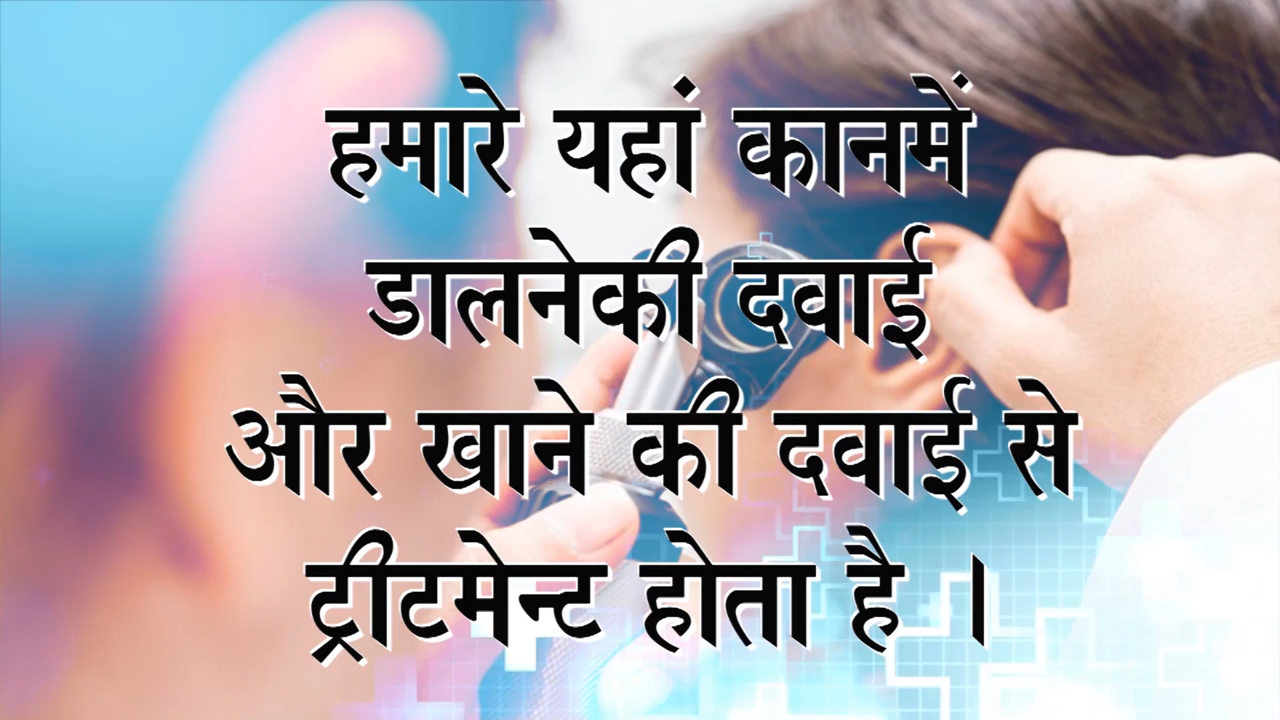 हमारे यहां कानमें
डालनेकी दवाई
और खाने की दवाई से
ट्रीटमेन्ट होता है ।